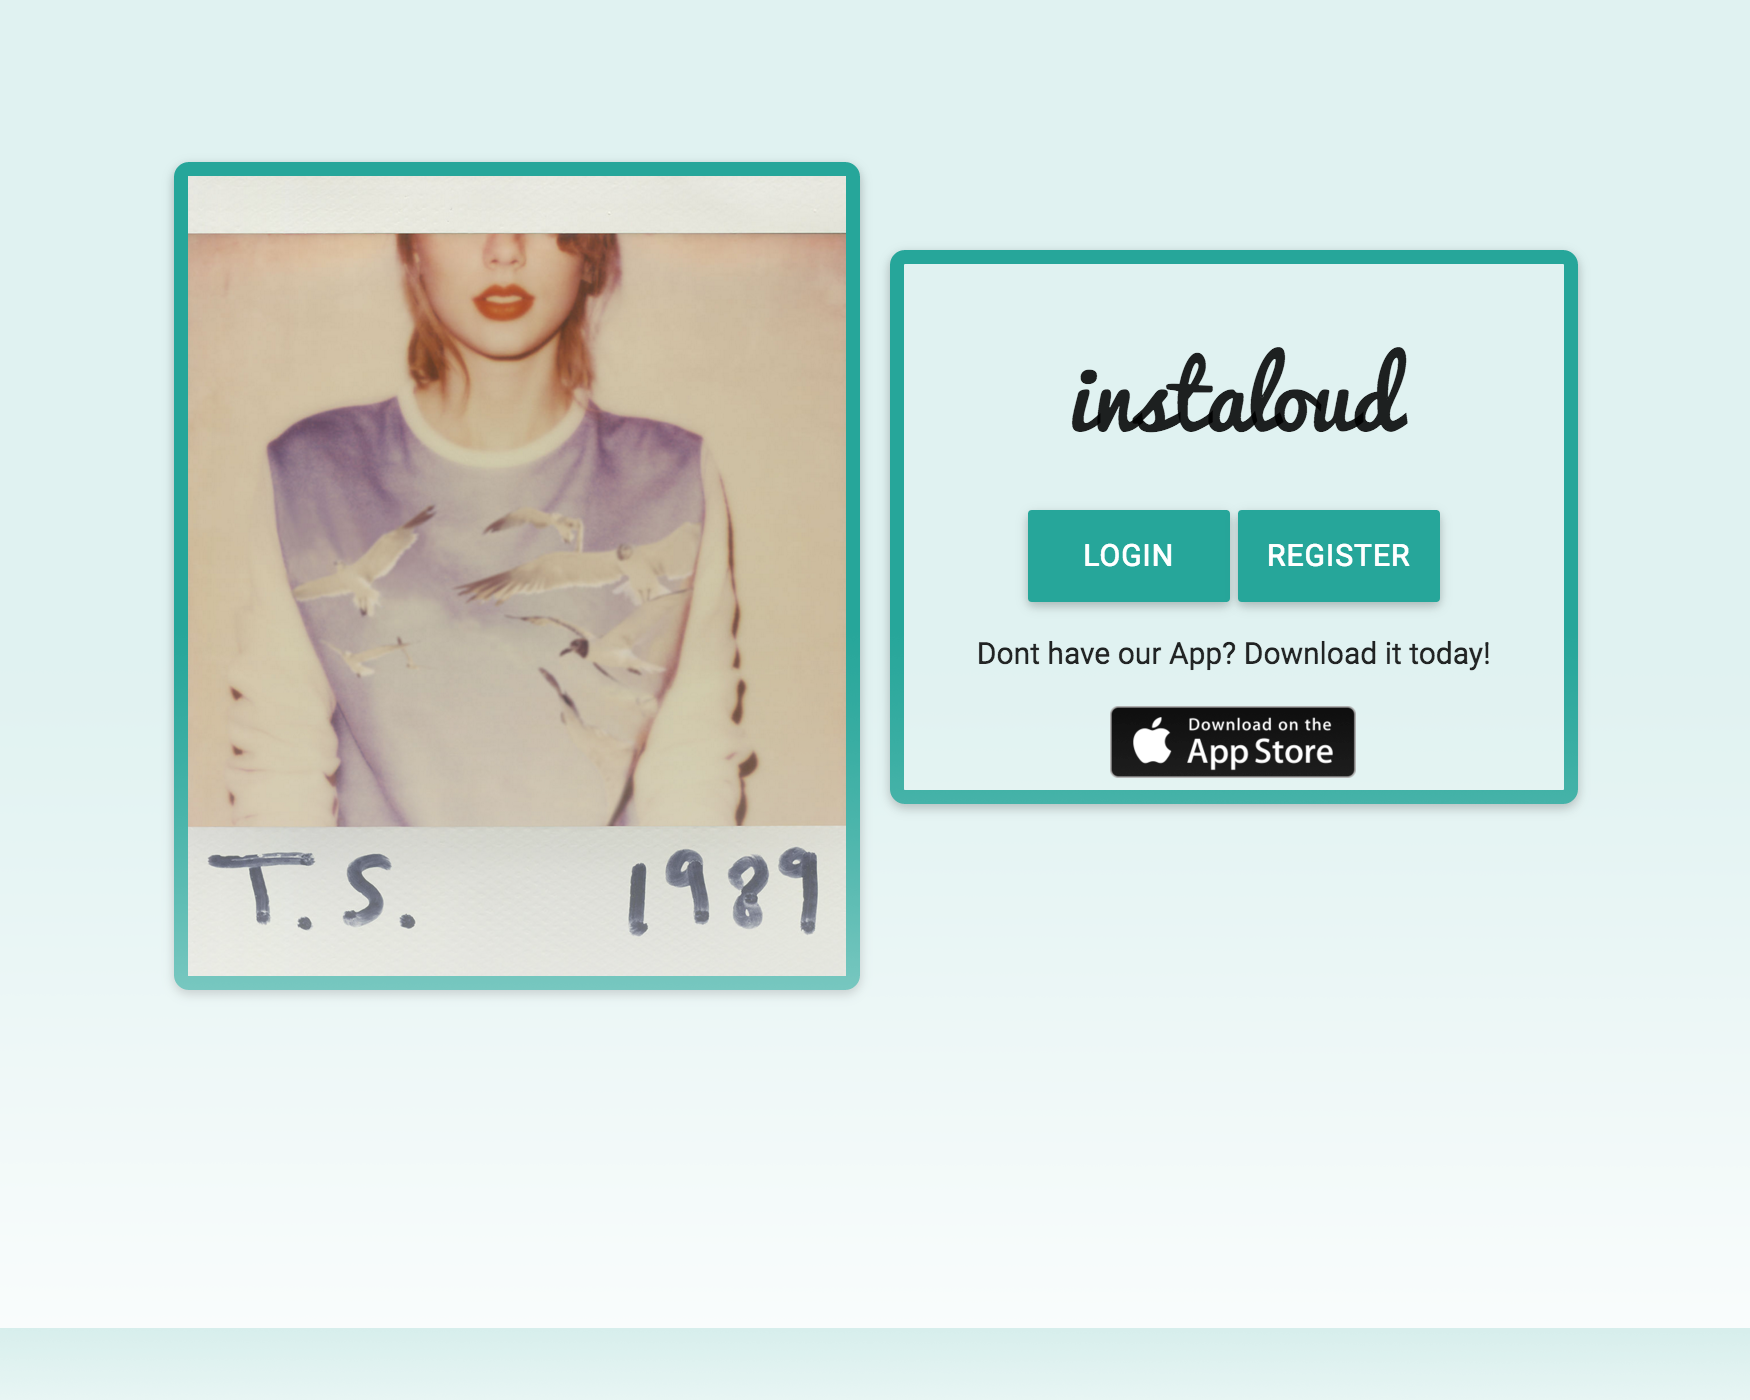 T.S. 1989
instaloud
LOGIN REGISTER
Dont have our App? Download it today!
Download on the
App Store